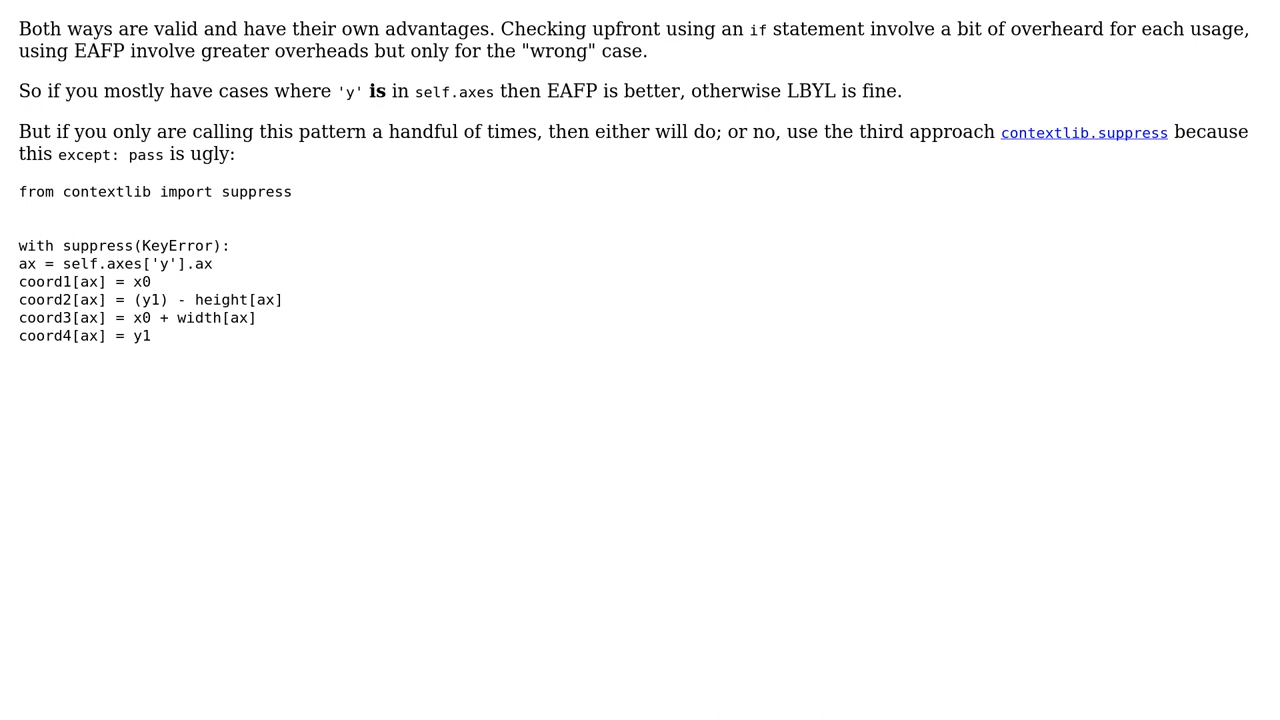 Both ways are valid and have their own advantages. Checking upfront using an if statement involve a bit of overheard for each usage,
using EAFP involve greater overheads but only for the "wrong" case.
So if you mostly have cases where 'y' is in self.axes then EAFP is better, otherwise LBYL is fine.
But if you only are calling this pattern a handful of times, then either will do; or no, use the third approach contextlib.suppress because
this except: pass is ugly:
from contextlib import suppress
with suppress(KeyError):
ax = self.axes['y'].ax
coord1[ax] = x0
coord2[ax] = (y1) - height[ax]
coord3[ax] = x0 + width[ax]
coord4[ax] = y1